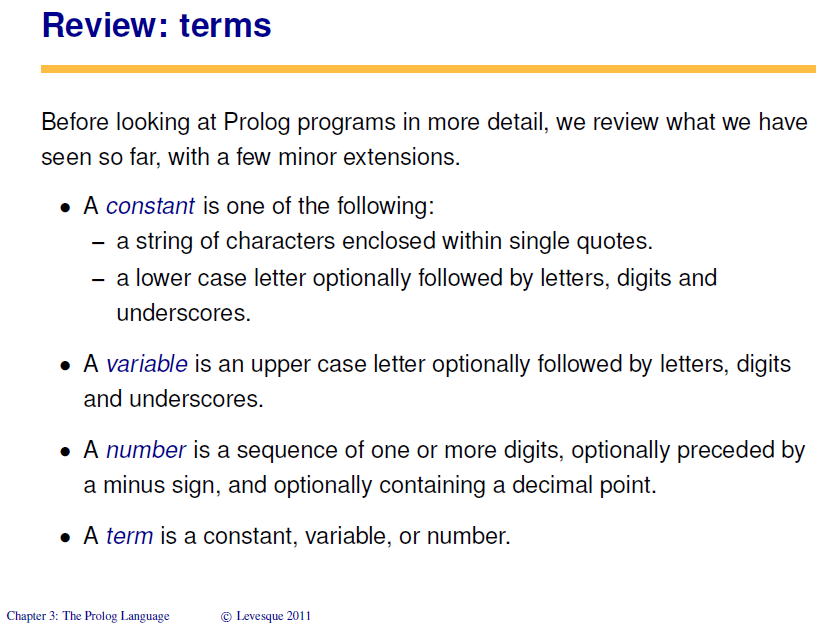 Review: terms
Before looking at Prolog programs in more detail, we review what we have
seen so far, with a few minor extensions.
• A constant is one of the following:
– a string of characters enclosed within single quotes.
– a lower case letter optionally followed by letters, digits and
underscores.
• A variable is an upper case letter optionally followed by letters, digits
and underscores.
• A number is a sequence of one or more digits, optionally preceded by
a minus sign, and optionally containing a decimal point.
• A term is a constant, variable, or number.
Chapter 3: The Prolog Language © Levesque 2011